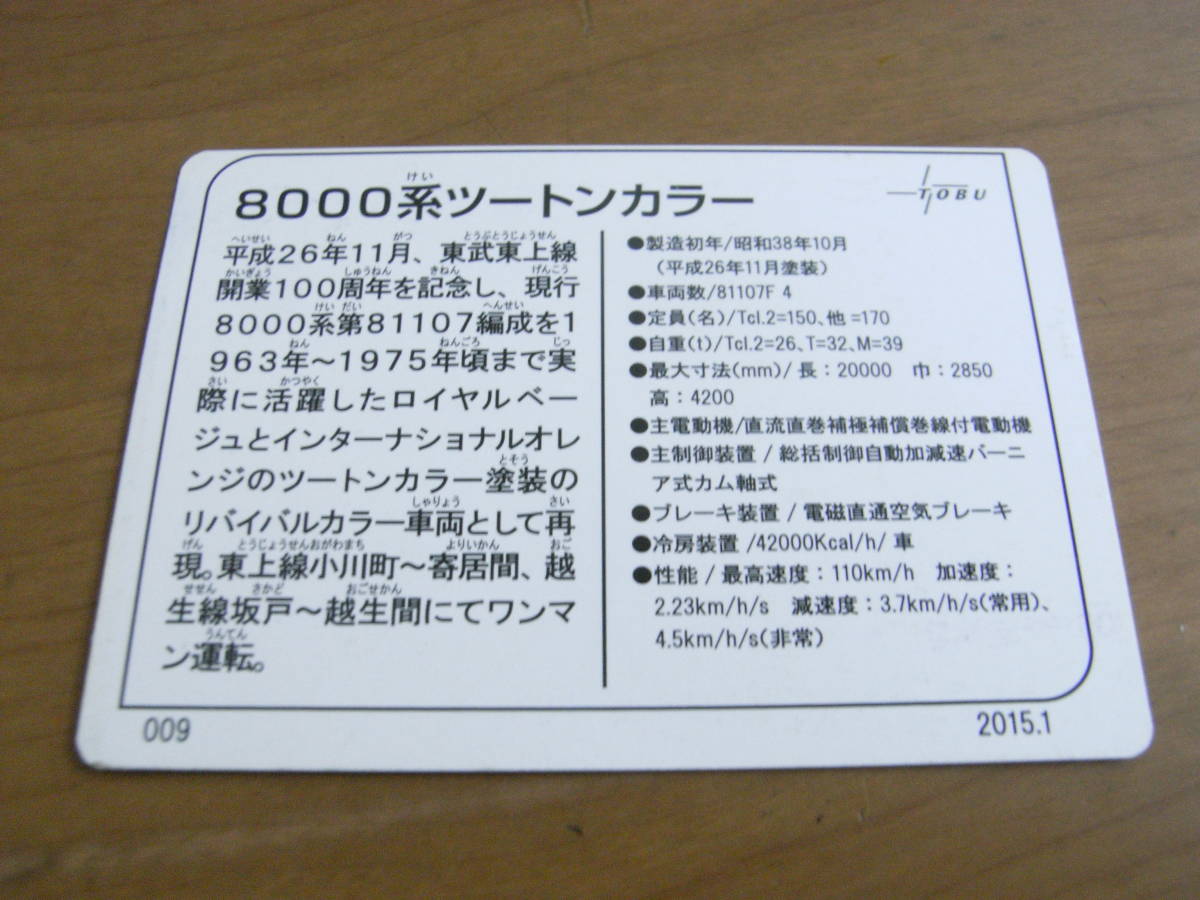 8000系ツートンカラー
TOBU
平成26年11月、東武東上線
開業100周年を記念し、現行
8000系第81107編成を1
963年～1975年頃まで実
際に活躍したロイヤルベー
ジュとインターナショナルオレ
ンジのツートンカラー塗装の
リバイバルカラー車両として再
現。東上線小川町～寄居間、越
生線坂戸～越生間にてワンマ
ン運転。
●製造初年/昭和38年10月
（平成26年11月塗装）
●車両数/81107F 4
●定員(名)/Tcl.2=150、他=170
●自重(t)/Tcl.2=26、T=32、M=39
●最大寸法(mm)/長：20000 巾：2850
高：4200
●主電動機/直流直巻補極補償巻線付電動機
●主制御装置/総括制御自動加減速バーニ
ア式カム軸式
●ブレーキ装置/電磁直通空気ブレーキ
●冷房装置/42000Kcal/h/車
●性能/最高速度：110km/h 加速度：
2.23km/h/s 減速度：3.7km/h/s(常用)、
4.5km/h/s(非常)
009
2015.1